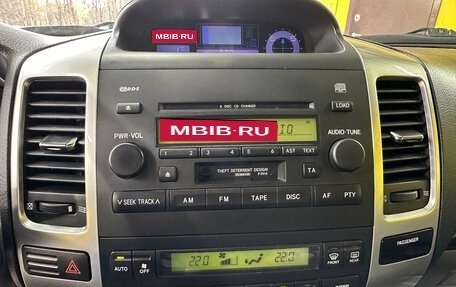 MBIB-RU
R·D·S
6 DISC CD CHANGER
LOAD
PWR·VOL
MBIB-RU
IO
AUDIO·TUNE
1 2 3 4 5 6 AST TEXT
THEFT DETERRENT DESIGN
TA
SEEK TRACK
AM FM TAPE DISC AF PTY
PASSENGER
AUTO OFF 22.0 22.0 FRONT REAR